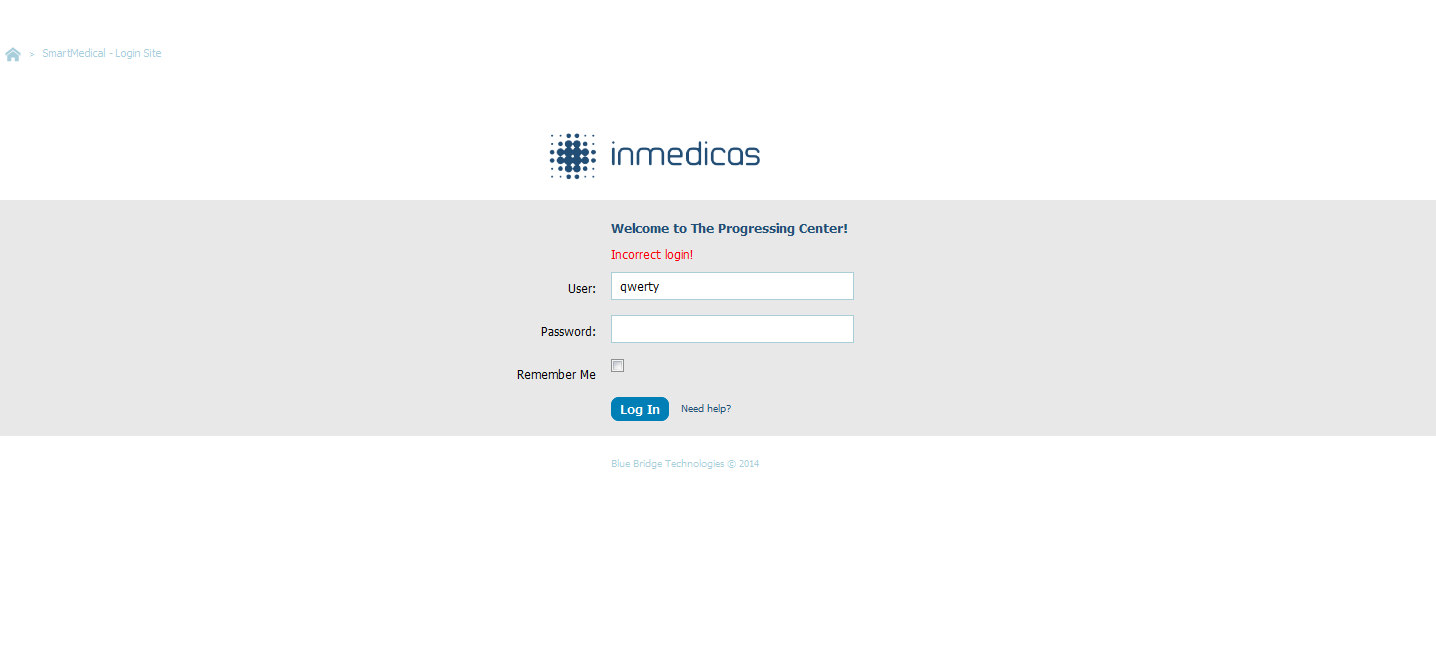 > SmartMedical - Login Site
inmedicas
Welcome to The Progressing Center!
Incorrect login!
User: qwerty
Password:
Remember Me
Log In Need help?
Blue Bridge Technologies © 2014